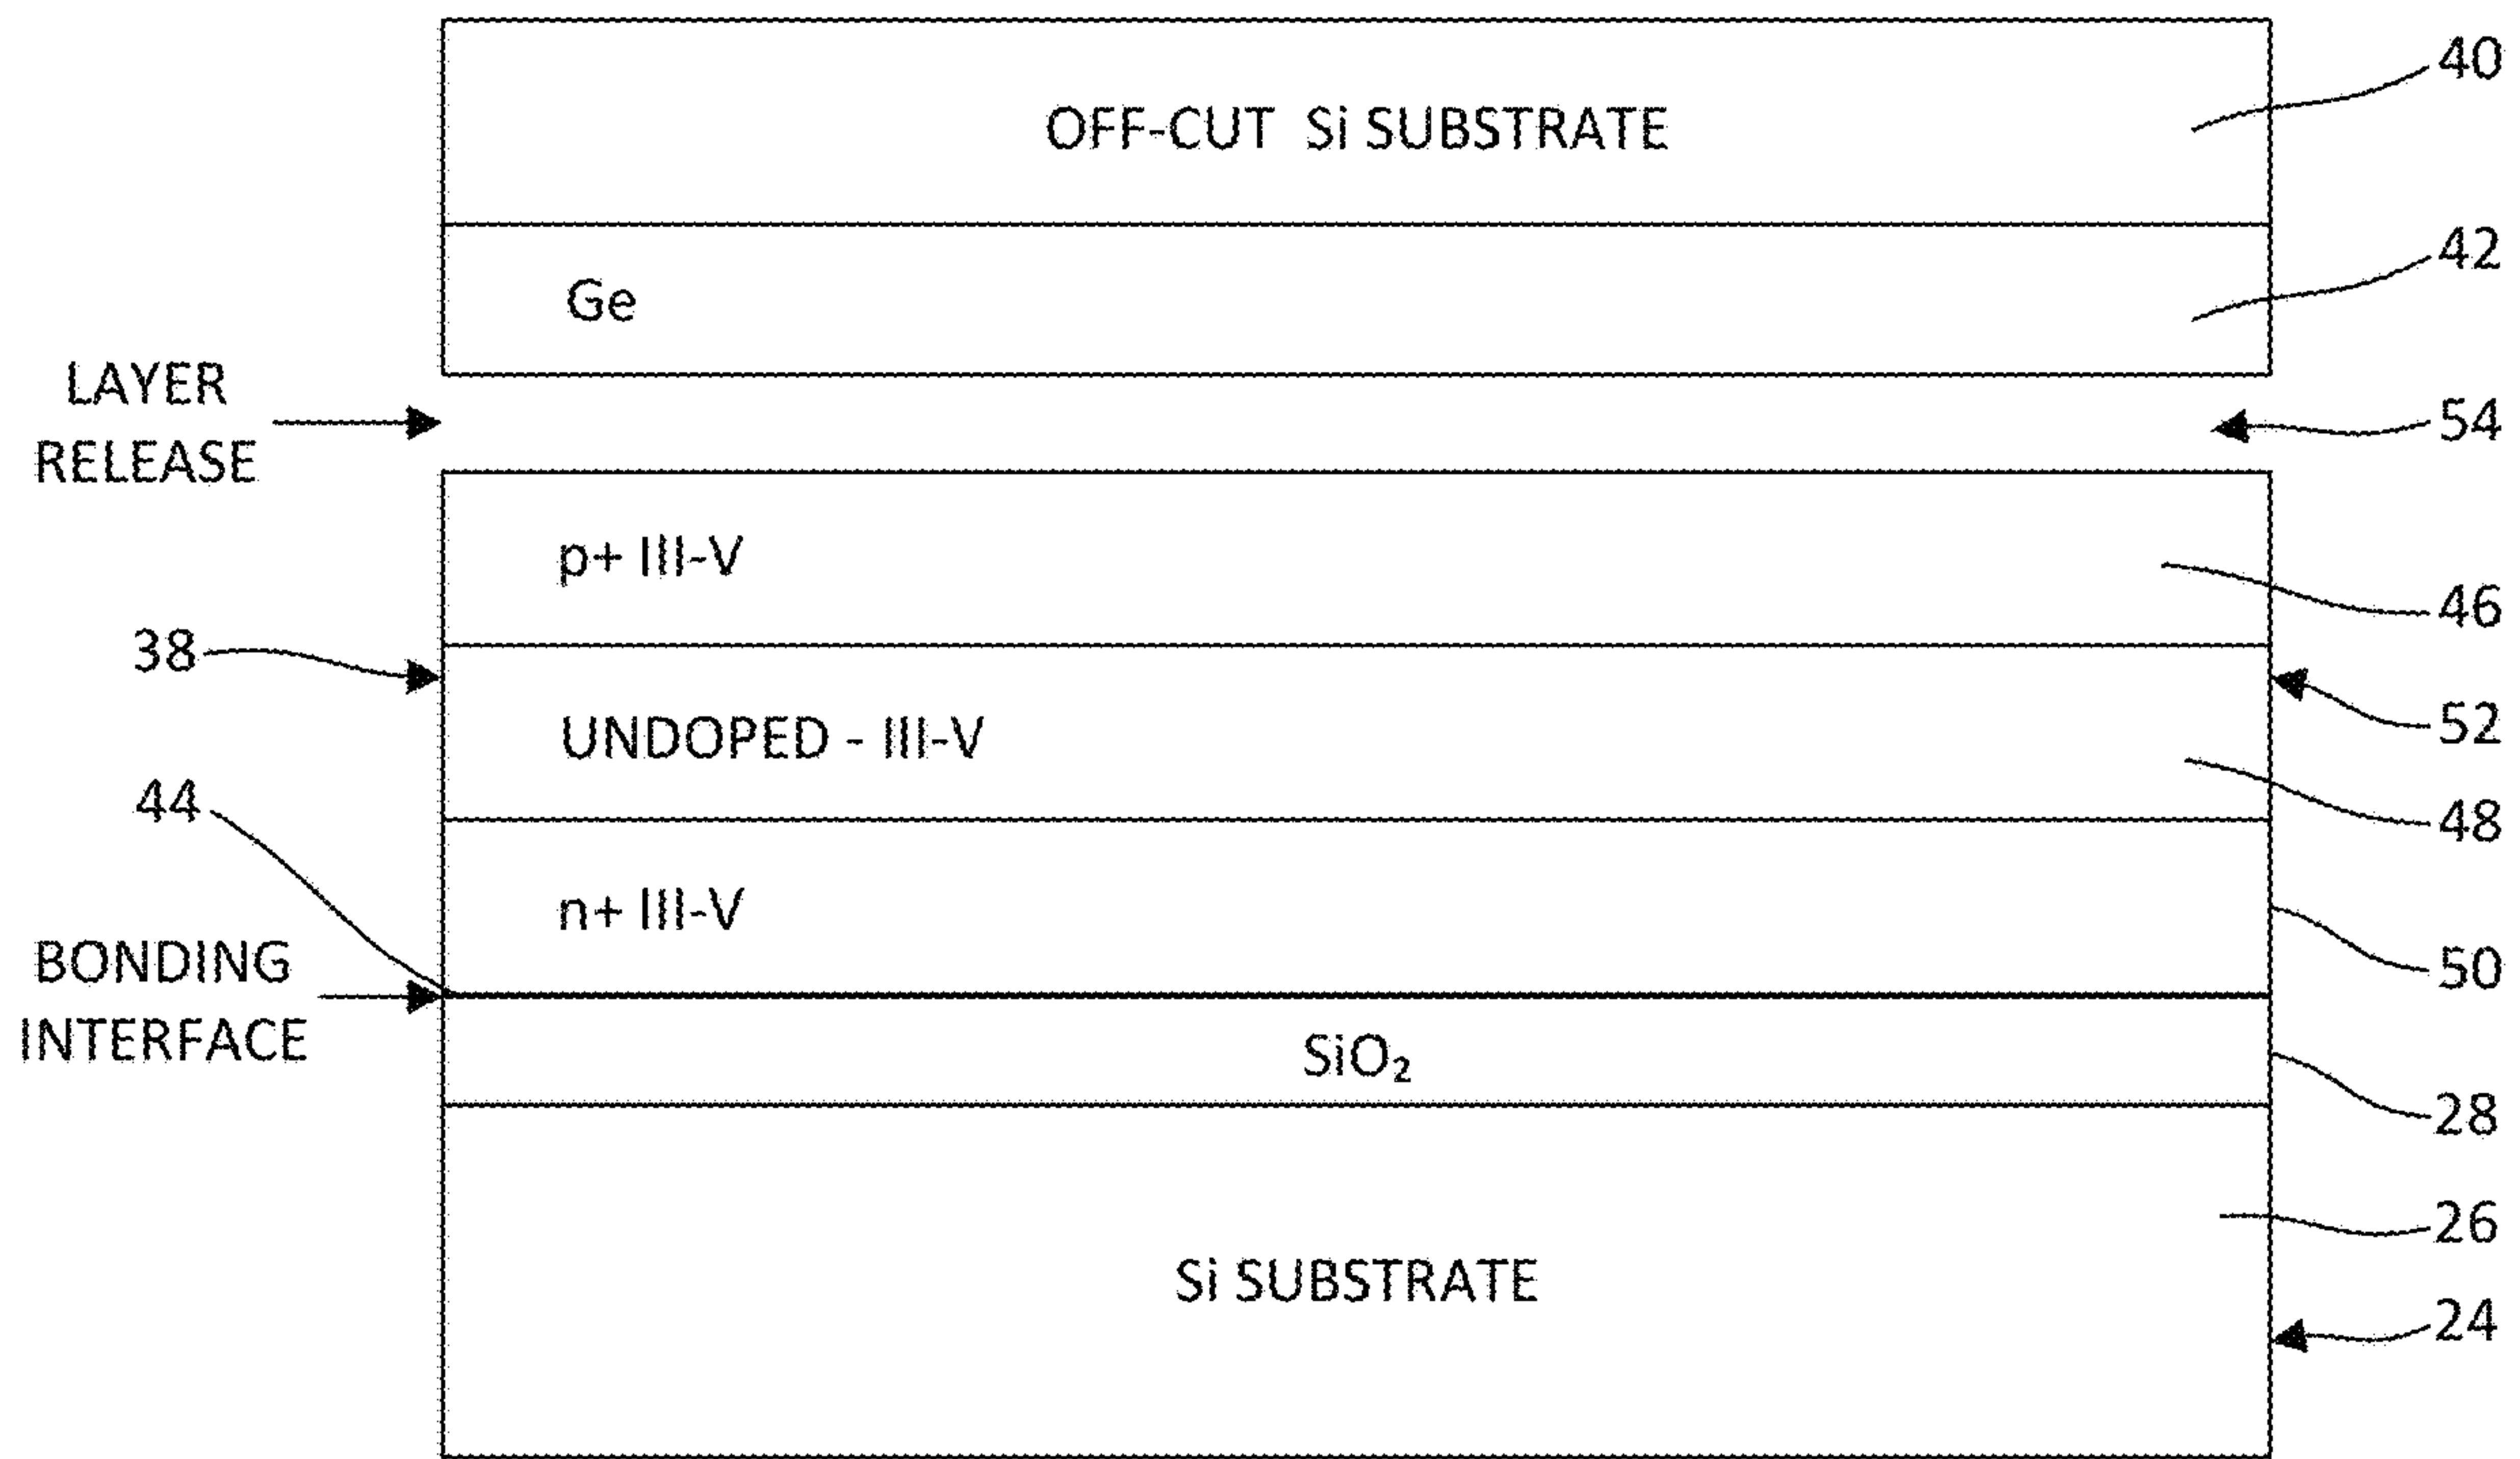 40
OFF-CUT Si SUBSTRATE
42
Ge
LAYER
RELEASE
54
p+ III-V
46
38
52
UNDOPED - III-V
44
48
n+ III-V
BONDING
INTERFACE
50
SiO₂
28
26
Si SUBSTRATE
24